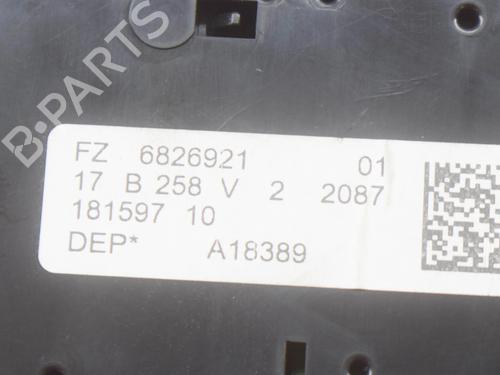 B-PARTS
FZ 6826921 01
17 B 258 V 2 2087
181597 10
DEP* A18389